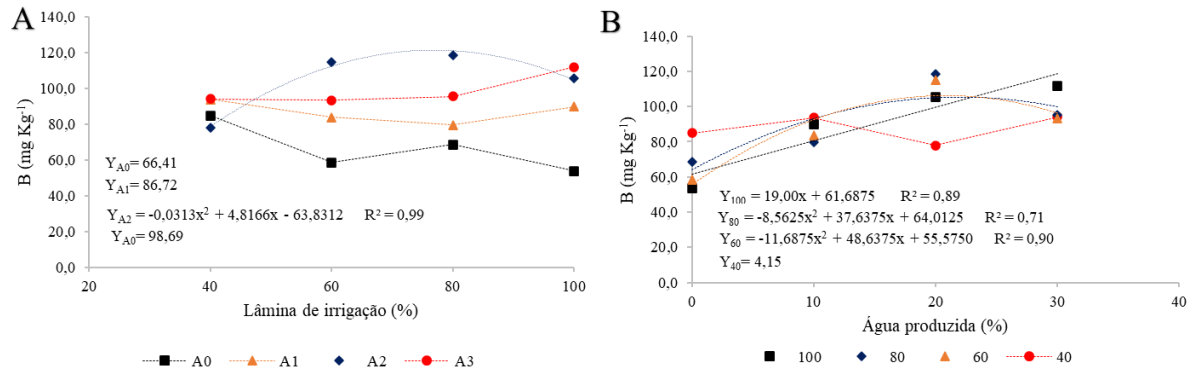 A
B (mg Kg⁻¹)
140,0
120,0
100,0
80,0
60,0
40,0
20,0
0,0
Y_A0 = 66,41
Y_A1 = 86,72
Y_A2 = -0,0313x² + 4,8166x - 63,8312 R² = 0,99
Y_A0= 98,69
20 40 60 80 100
Lâmina de irrigação (%)
A0 A1 A2 A3
B
B (mg Kg⁻¹)
140,0
120,0
100,0
80,0
60,0
40,0
20,0
0,0
Y₁₀₀ = 19,00x + 61,6875 R² = 0,89
Y₈₀ = -8,5625x² + 37,6375x + 64,0125 R² = 0,71
Y₆₀ = -11,6875x² + 48,6375x + 55,5750 R² = 0,90
Y₄₀= 4,15
0 10 20 30 40
Água produzida (%)
100 80 60 40